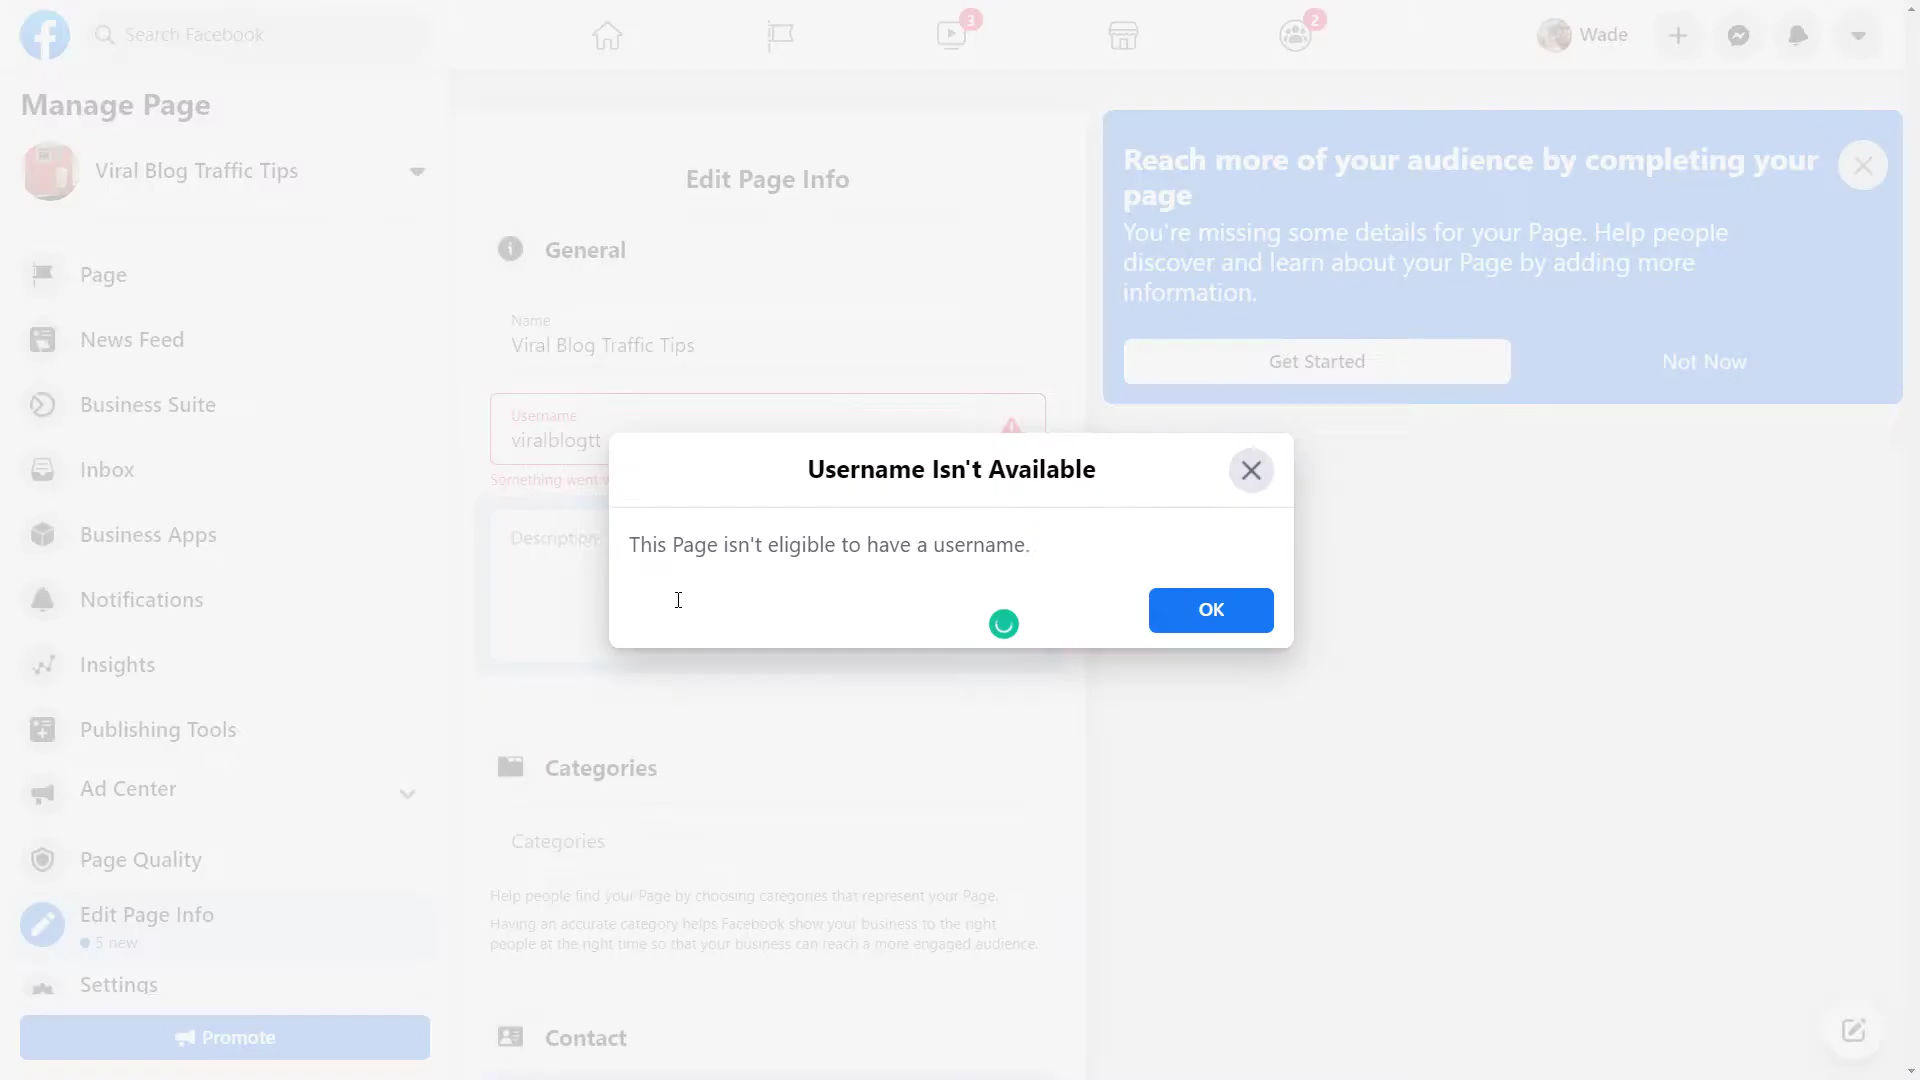 Search Facebook
3
2
Wade
Manage Page
Viral Blog Traffic Tips
Page
News Feed
Business Suite
Inbox
Business Apps
Notifications
Insights
Publishing Tools
Ad Center
Page Quality
Edit Page Info
5 new
Settings
Promote
Edit Page Info
General
Name
Viral Blog Traffic Tips
Username
viralblogtt
Something went
Description
Categories
Categories
Help people find your Page by choosing categories that represent your Page.
Having an accurate category helps Facebook show your business to the right
people at the right time so that your business can reach a more engaged audience.
Contact
Username Isn't Available
This Page isn't eligible to have a username.
OK
Reach more of your audience by completing your
page
You're missing some details for your Page. Help people
discover and learn about your Page by adding more
information.
Get Started
Not Now